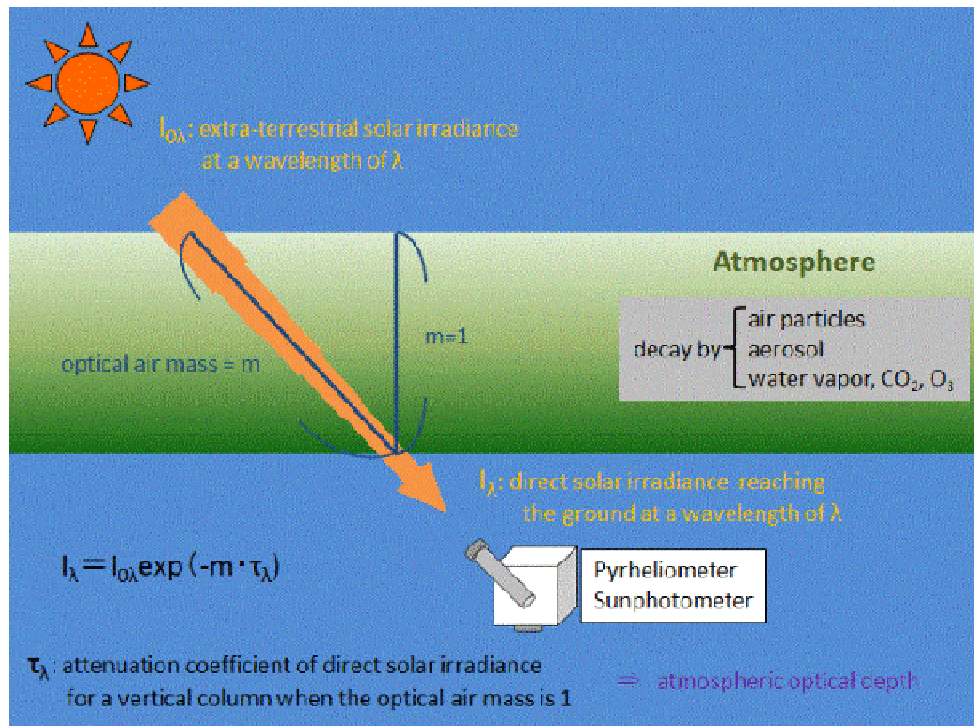 I₀λ: extra-terrestrial solar irradiance
at a wavelength of λ
Atmosphere
m=1
optical air mass = m
decay by
air particles
aerosol
water vapor, CO₂, O₃
Iλ: direct solar irradiance reaching
the ground at a wavelength of λ
Iλ＝I₀λexp (-m･τλ)
Pyrheliometer
Sunphotometer
τλ: attenuation coefficient of direct solar irradiance
for a vertical column when the optical air mass is 1
⇒ atmospheric optical depth